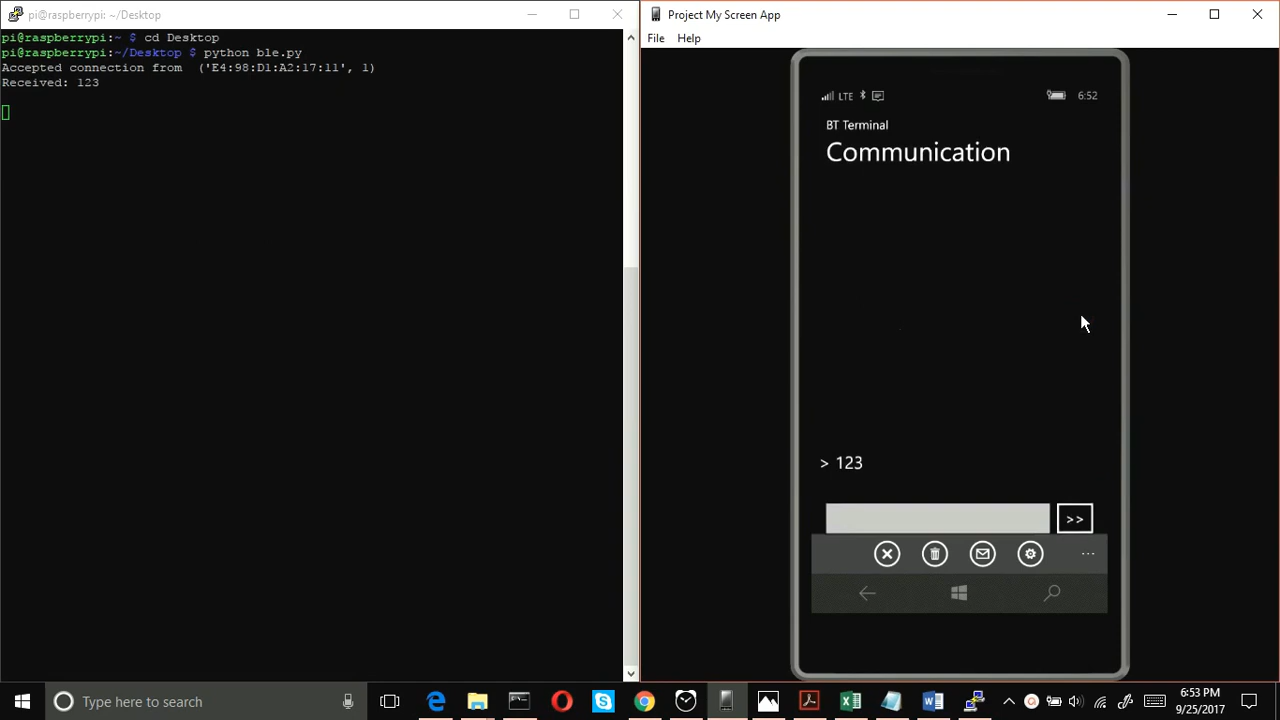 pi@raspberrypi: ~/Desktop
pi@raspberrypi:~ $ cd Desktop
pi@raspberrypi:~/Desktop $ python ble.py
Accepted connection from  ('E4:98:D1:A2:17:11', 1)
Received: 123
Project My Screen App
File Help
LTE 6:52
BT Terminal
Communication
> 123
>>
...
Type here to search
6:53 PM
9/25/2017